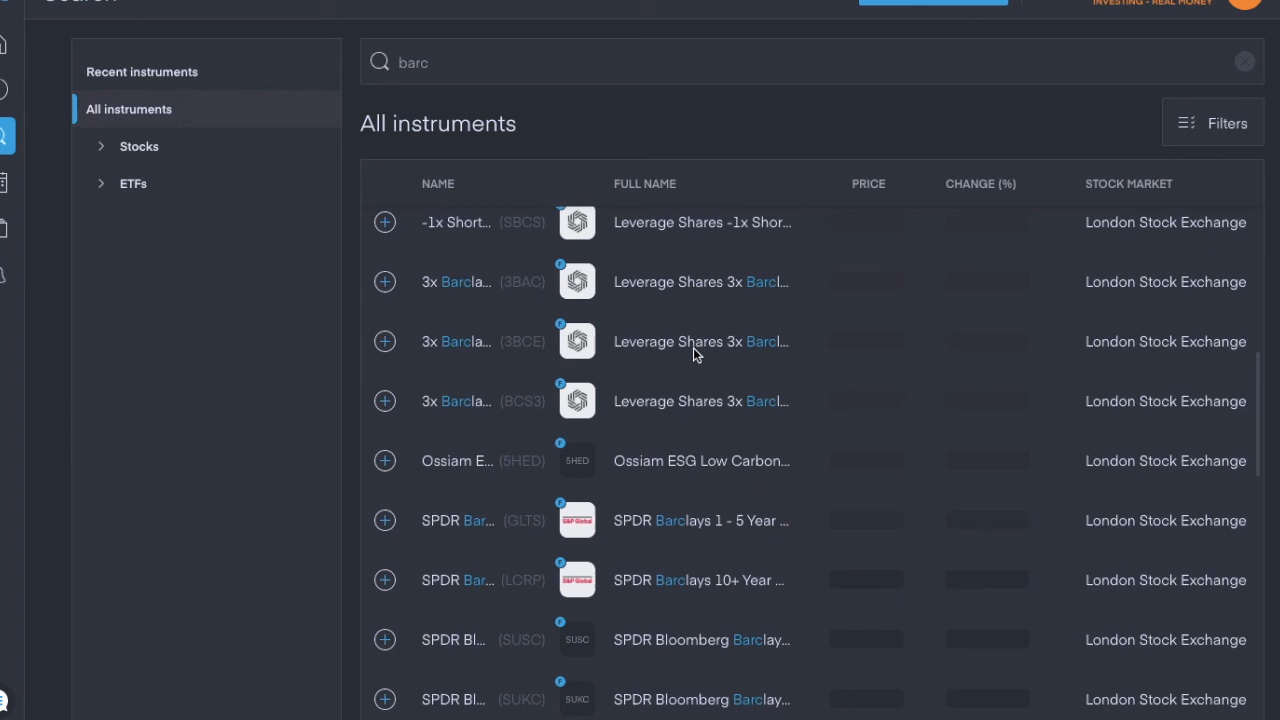 INVESTING - REAL MONEY
Recent instruments
All instruments
Stocks
ETFs
barc
All instruments
Filters
NAME FULL NAME PRICE CHANGE (%) STOCK MARKET
-1x Short... (SBCS) Leverage Shares -1x Shor... London Stock Exchange
3x Barcla... (3BAC) Leverage Shares 3x Barcl... London Stock Exchange
3x Barcla... (3BCE) Leverage Shares 3x Barcl... London Stock Exchange
3x Barcla... (BCS3) Leverage Shares 3x Barcl... London Stock Exchange
Ossiam E... (5HED) 5HED Ossiam ESG Low Carbon... London Stock Exchange
SPDR Bar... (GLTS) S&P Global SPDR Barclays 1 - 5 Year ... London Stock Exchange
SPDR Bar... (LCRP) S&P Global SPDR Barclays 10+ Year ... London Stock Exchange
SPDR Bl... (SUSC) SUSC SPDR Bloomberg Barclay... London Stock Exchange
SPDR Bl... (SUKC) SUKC SPDR Bloomberg Barclay... London Stock Exchange